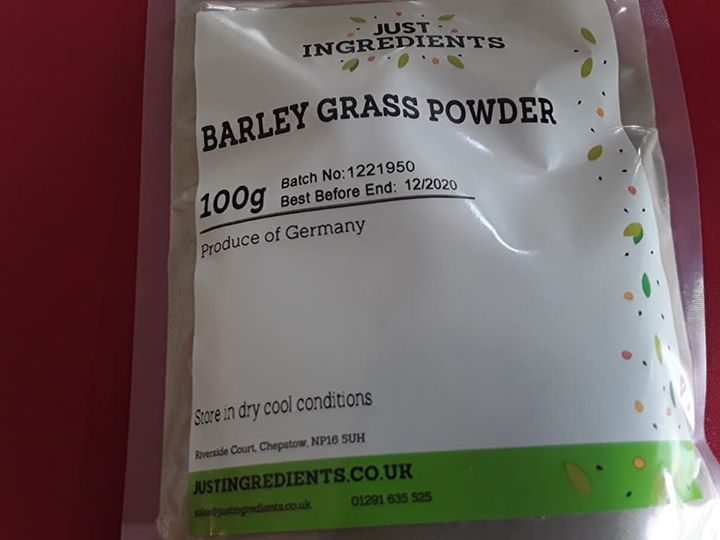 JUST
INGREDIENTS
BARLEY GRASS POWDER
100g
Batch No:1221950
Best Before End: 12/2020
Produce of Germany
Store in dry cool conditions
Riverside Court, Chepstow, NP16 5UH
JUSTINGREDIENTS.CO.UK
sales@justingredients.co.uk 01291 635 525